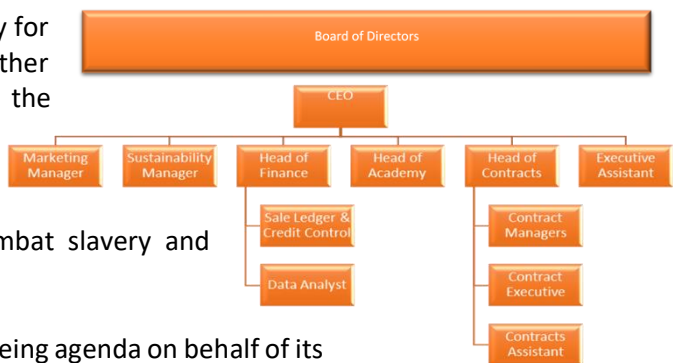 y for
ther
the
mbat slavery and
eing agenda on behalf of its
Board of Directors
CEO
Marketing
Manager
Sustainability
Manager
Head of
Finance
Head of
Academy
Head of
Contracts
Executive
Assistant
Sale Ledger &
Credit Control
Data Analyst
Contract
Managers
Contract
Executive
Contracts
Assistant